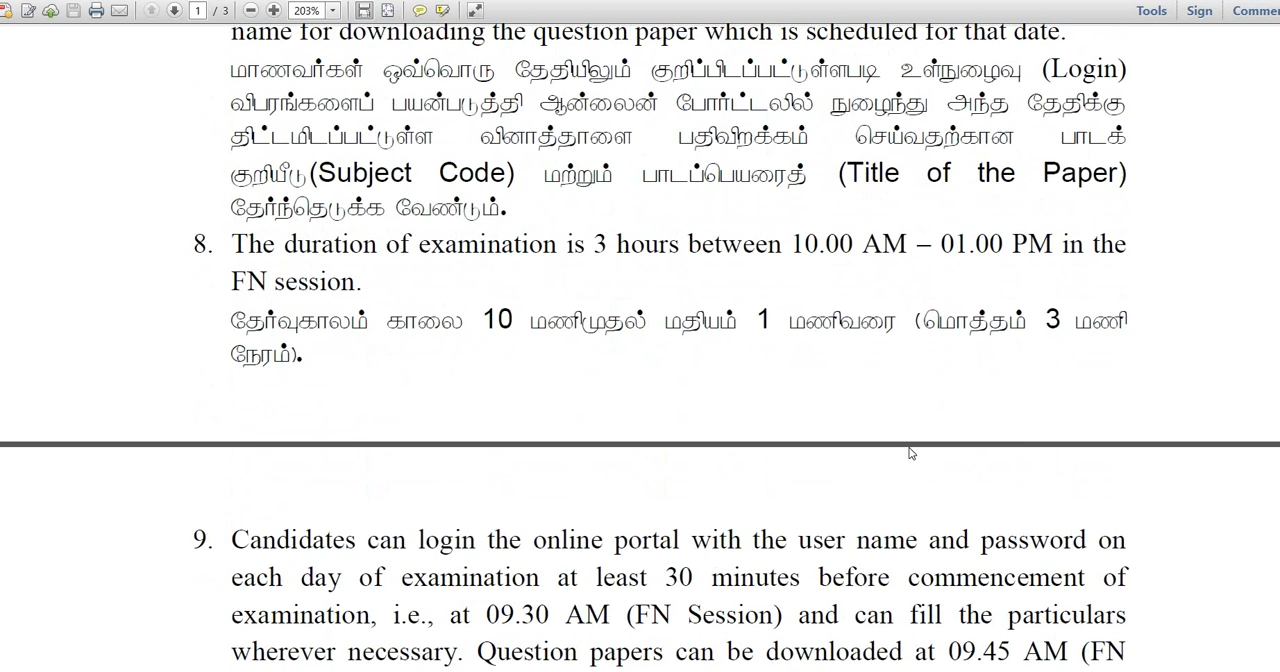 1 / 3 203% Tools Sign Comme
name for downloading the question paper which is scheduled for that date.
மாணவர்கள் ஒவ்வொரு தேதியிலும் குறிப்பிடப்பட்டுள்ளபடி உள்நுழைவு (Login)
விபரங்களைப் பயன்படுத்தி ஆன்லைன் போர்ட்டலில் நுழைந்து அந்த தேதிக்கு
திட்டமிடப்பட்டுள்ள வினாத்தாளை பதிவிறக்கம் செய்வதற்கான பாடக்
குறியீடு(Subject Code) மற்றும் பாடப்பெயரைத் (Title of the Paper)
தேர்ந்தெடுக்க வேண்டும்.
8. The duration of examination is 3 hours between 10.00 AM – 01.00 PM in the
FN session.
தேர்வுகாலம் காலை 10 மணிமுதல் மதியம் 1 மணிவரை (மொத்தம் 3 மணி
நேரம்).
9. Candidates can login the online portal with the user name and password on
each day of examination at least 30 minutes before commencement of
examination, i.e., at 09.30 AM (FN Session) and can fill the particulars
wherever necessary. Question papers can be downloaded at 09.45 AM (FN